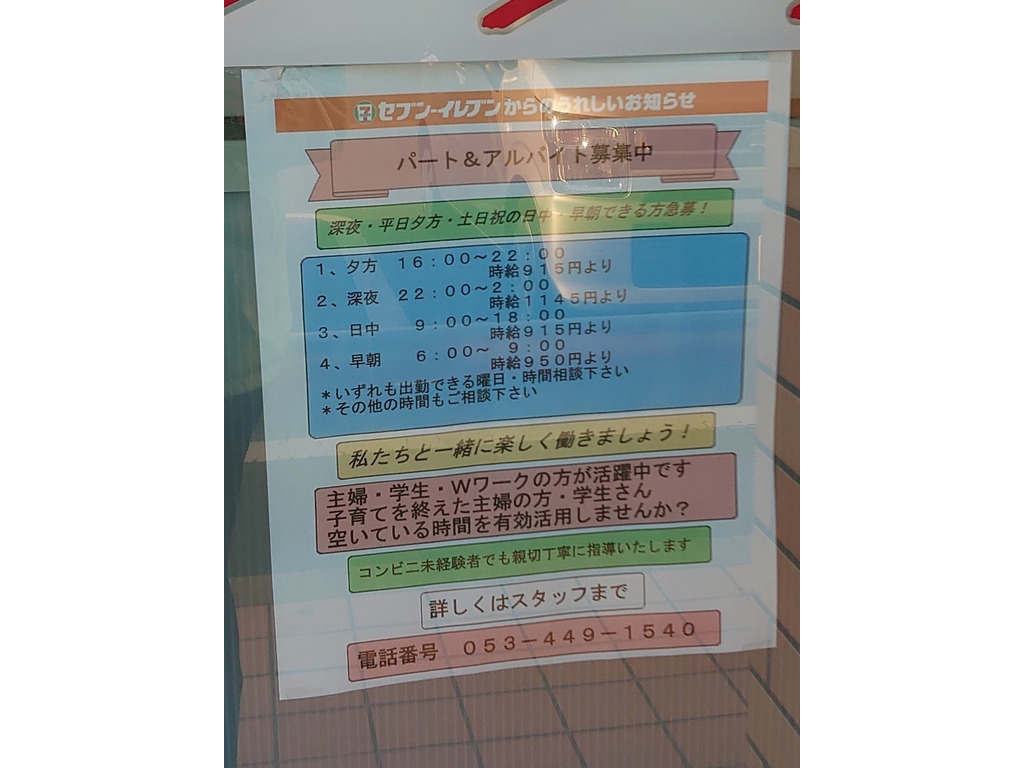 セブン-イレブンからのうれしいお知らせ
パート＆アルバイト募集中
深夜・平日夕方・土日祝の日中・早朝できる方急募！
1、夕方　16：00～22：00
時給915円より
2、深夜　22：00～2：00
時給1145円より
3、日中　9：00～18：00
時給915円より
4、早朝　6：00～　9：00
時給950円より
＊いずれも出勤できる曜日・時間相談下さい
＊その他の時間もご相談下さい
私たちと一緒に楽しく働きましょう！
主婦・学生・Wワークの方が活躍中です
子育てを終えた主婦の方・学生さん
空いている時間を有効活用しませんか？
コンビニ未経験者でも親切丁寧に指導いたします
詳しくはスタッフまで
電話番号　053－449－1540